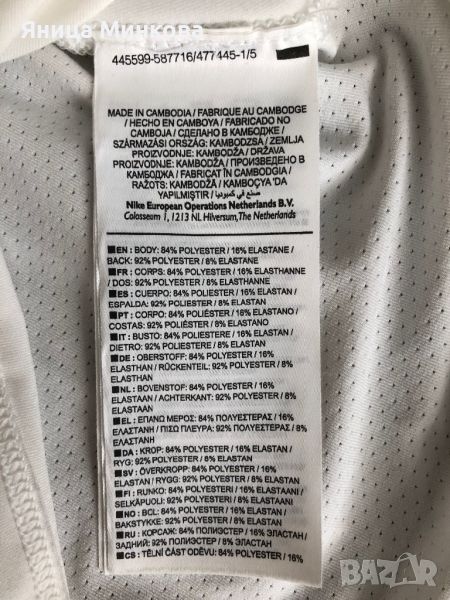 Яница Минкова
445599-587716/477445-1/5
MADE IN CAMBODIA / FABRIQUE AU CAMBODGE
/ HECHO EN CAMBOYA / FABRICADO NO
CAMBOJA / СДЕЛАНО В КАМБОДЖЕ /
SZÁRMAZÁSI ORSZÁG: KAMBODZSA / ZEMLJA
PROIZVODNJE: KAMBODŽA / DRŽAVA
PROIZVODNJE: KAMBODŽA / ПРОИЗВЕДЕНО В
КАМБОДЖА / FABRICAT ÎN CAMBODGIA /
RAŽOTS: KAMBODŽĀ / KAMBOÇYA 'DA
YAPILMIŞTIR / صنع في كمبوديا
Nike European Operations Netherlands B.V.
Colosseum 1, 1213 NL Hilversum, The Netherlands
EN: BODY: 84% POLYESTER / 16% ELASTANE /
BACK: 92% POLYESTER / 8% ELASTANE
FR: CORPS: 84% POLYESTER / 16% ELASTHANNE
/ DOS: 92% POLYESTER / 8% ELASTHANNE
ES: CUERPO: 84% POLIESTER / 16% ELASTAN /
ESPALDA: 92% POLIESTER / 8% ELASTAN
PT: CORPO: 84% POLIÉSTER / 16% ELASTANO /
COSTAS: 92% POLIÉSTER / 8% ELASTANO
IT: BUSTO: 84% POLIESTERE / 16% ELASTAN /
DIETRO: 92% POLIESTERE / 8% ELASTAN
DE: OBERSTOFF: 84% POLYESTER / 16%
ELASTHAN / RÜCKENTEIL: 92% POLYESTER / 8%
ELASTHAN
NL: BOVENSTOF: 84% POLYESTER / 16%
ELASTAAN / ACHTERKANT: 92% POLYESTER / 8%
ELASTAAN
EL: ΕΠΑΝΩ ΜΕΡΟΣ: 84% ΠΟΛΥΕΣΤΕΡΑΣ / 16%
ΕΛΑΣΤΑΝΗ / ΠΙΣΩ ΠΛΕΥΡΑ: 92% ΠΟΛΥΕΣΤΕΡΑΣ / 8%
ΕΛΑΣΤΑΝΗ
DA: KROP: 84% POLYESTER / 16% ELASTAN /
RYG: 92% POLYESTER / 8% ELASTAN
SV: ÖVERKROPP: 84% POLYESTER / 16%
ELASTAN / RYGG: 92% POLYESTER / 8% ELASTAN
FI: RUNKO: 84% POLYESTERI / 16% ELASTAANI /
SELKÄPUOLI: 92% POLYESTERI / 8% ELASTAANI
NO: BCL: 84% POLYESTER / 16% ELASTAN /
BAKSTYKKE: 92% POLYESTER / 8% ELASTAN
RU: КОРСАЖ: 84% ПОЛИЭСТЕР / 16% ЭЛАСТАН /
ЗАДНИЙ: 92% ПОЛИЭСТЕР / 8% ЭЛАСТАН
CS: TĚLNÍ ČÁST ODĚVU: 84% POLYESTER / 16%
BAZAR.BG